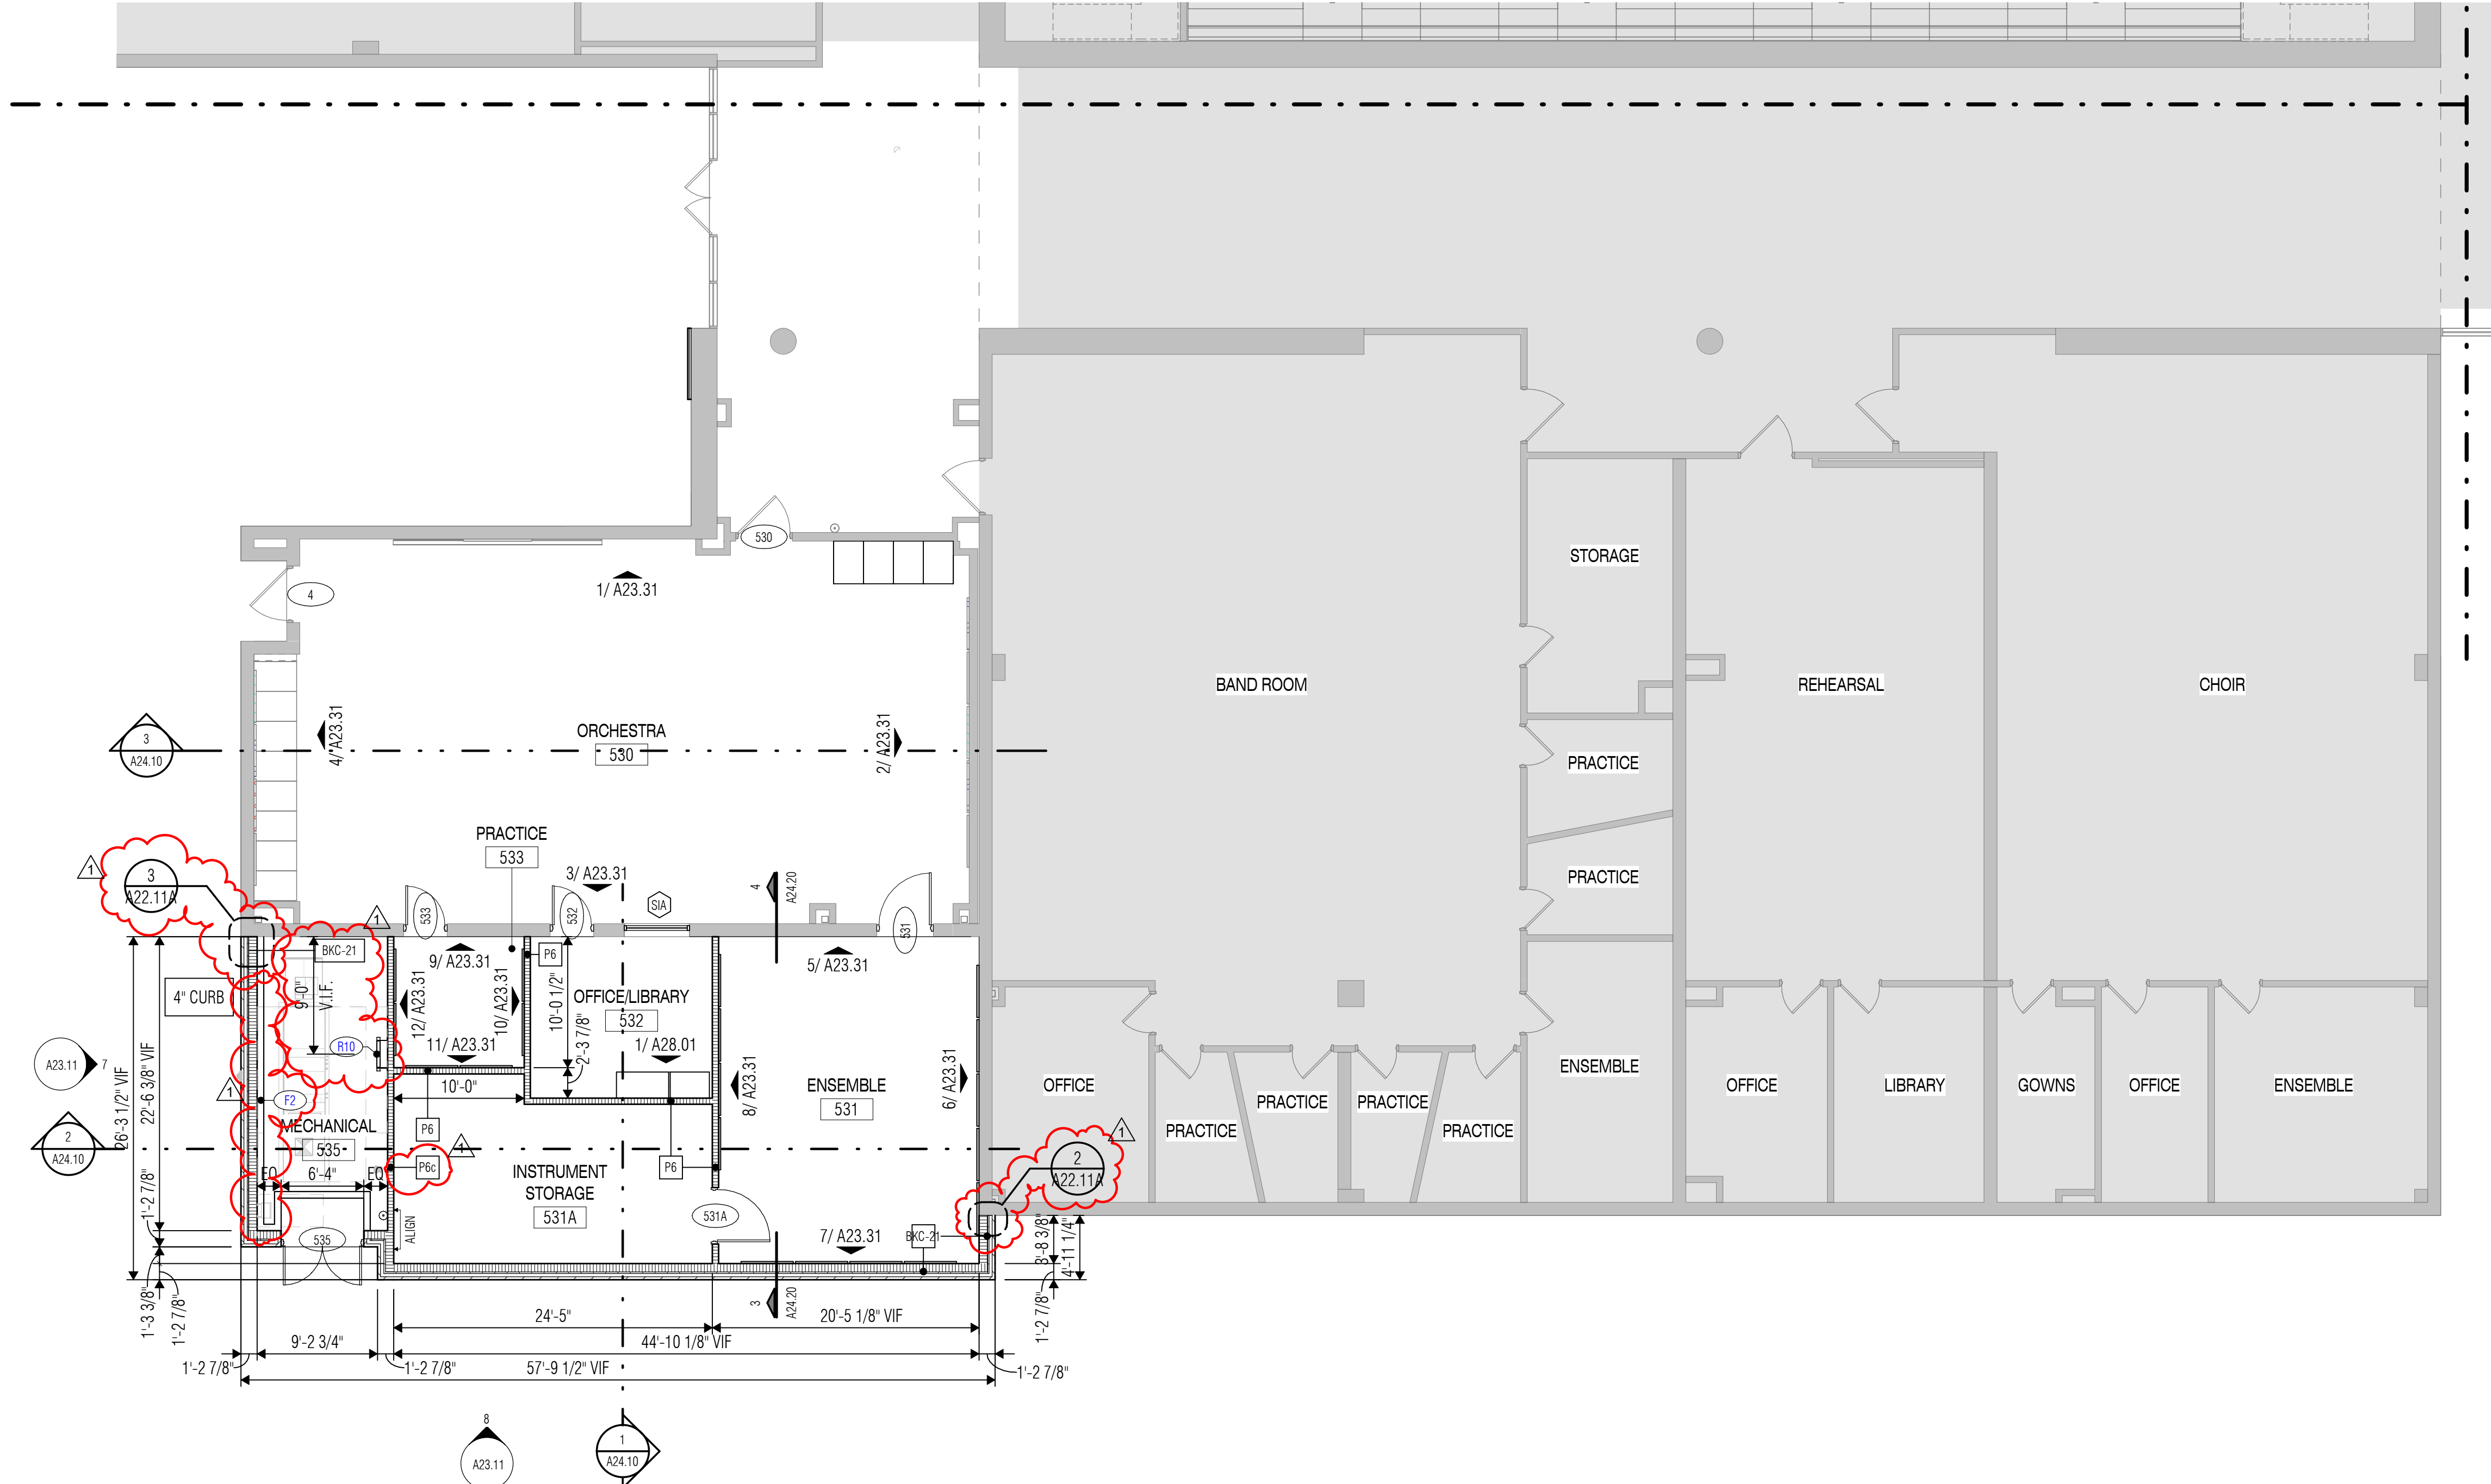 530
STORAGE
4
1/ A23.31
BAND ROOM
REHEARSAL
CHOIR
ORCHESTRA
530
3
A24.10
4/ A23.31
2/ A23.31
PRACTICE
PRACTICE
533
3/ A23.31
1
3
A22.11A
PRACTICE
4
A24.20
SIA
533
532
531
1
BKC-21
P6
9/ A23.31
5/ A23.31
4" CURB
9'-0"
V.I.F.
12/ A23.31
10/ A23.31
10'-0 1/2"
OFFICE/LIBRARY
532
R10
11/ A23.31
2'-3 7/8"
1/ A28.01
A23.11
7
10'-0"
8/ A23.31
ENSEMBLE
531
6/ A23.31
OFFICE
ENSEMBLE
OFFICE
LIBRARY
GOWNS
OFFICE
ENSEMBLE
1
F2
PRACTICE
PRACTICE
PRACTICE
PRACTICE
26'-3 1/2" VIF
22'-6 3/8" VIF
MECHANICAL
535
P6
1
P6c
P6
2
A24.10
EQ
6'-4"
EQ
INSTRUMENT
STORAGE
531A
1
2
A22.11A
1'-2 7/8"
ALIGN
531A
535
7/ A23.31
BKC-21
3'-8 3/8"
4'-11 1/4"
1'-3 3/8"
1'-2 7/8"
3
A24.20
1'-2 7/8"
24'-5"
20'-5 1/8" VIF
9'-2 3/4"
44'-10 1/8" VIF
1'-2 7/8"
1'-2 7/8"
57'-9 1/2" VIF
1'-2 7/8"
8
A23.11
1
A24.10